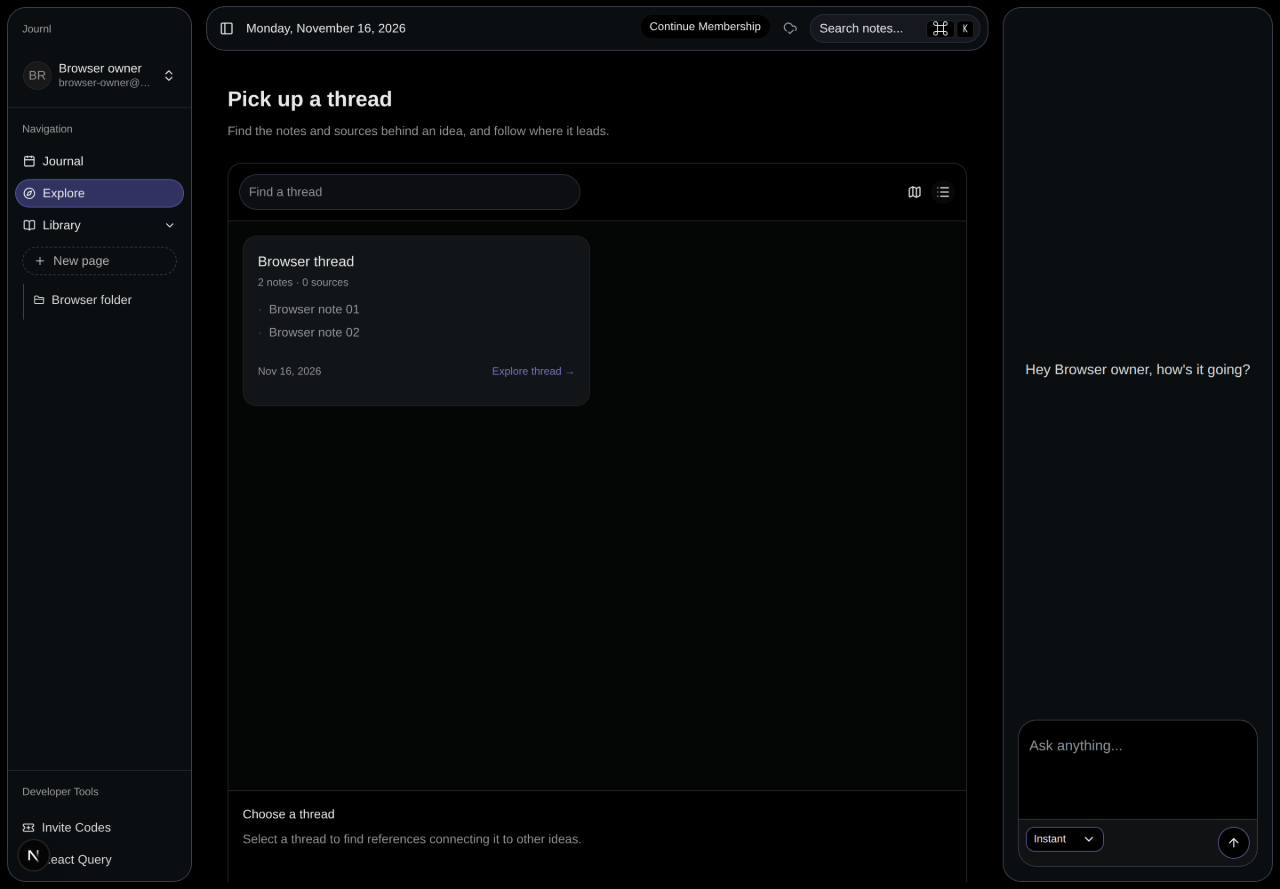 Journl
BR
Browser owner
browser-owner@...
Navigation
Journal
Explore
Library
New page
Browser folder
Developer Tools
Invite Codes
N
eact Query
Monday, November 16, 2026
Continue Membership
Search notes...
⌘ K
Pick up a thread
Find the notes and sources behind an idea, and follow where it leads.
Find a thread
Browser thread
2 notes · 0 sources
· Browser note 01
· Browser note 02
Nov 16, 2026
Explore thread →
Choose a thread
Select a thread to find references connecting it to other ideas.
Hey Browser owner, how's it going?
Ask anything...
Instant